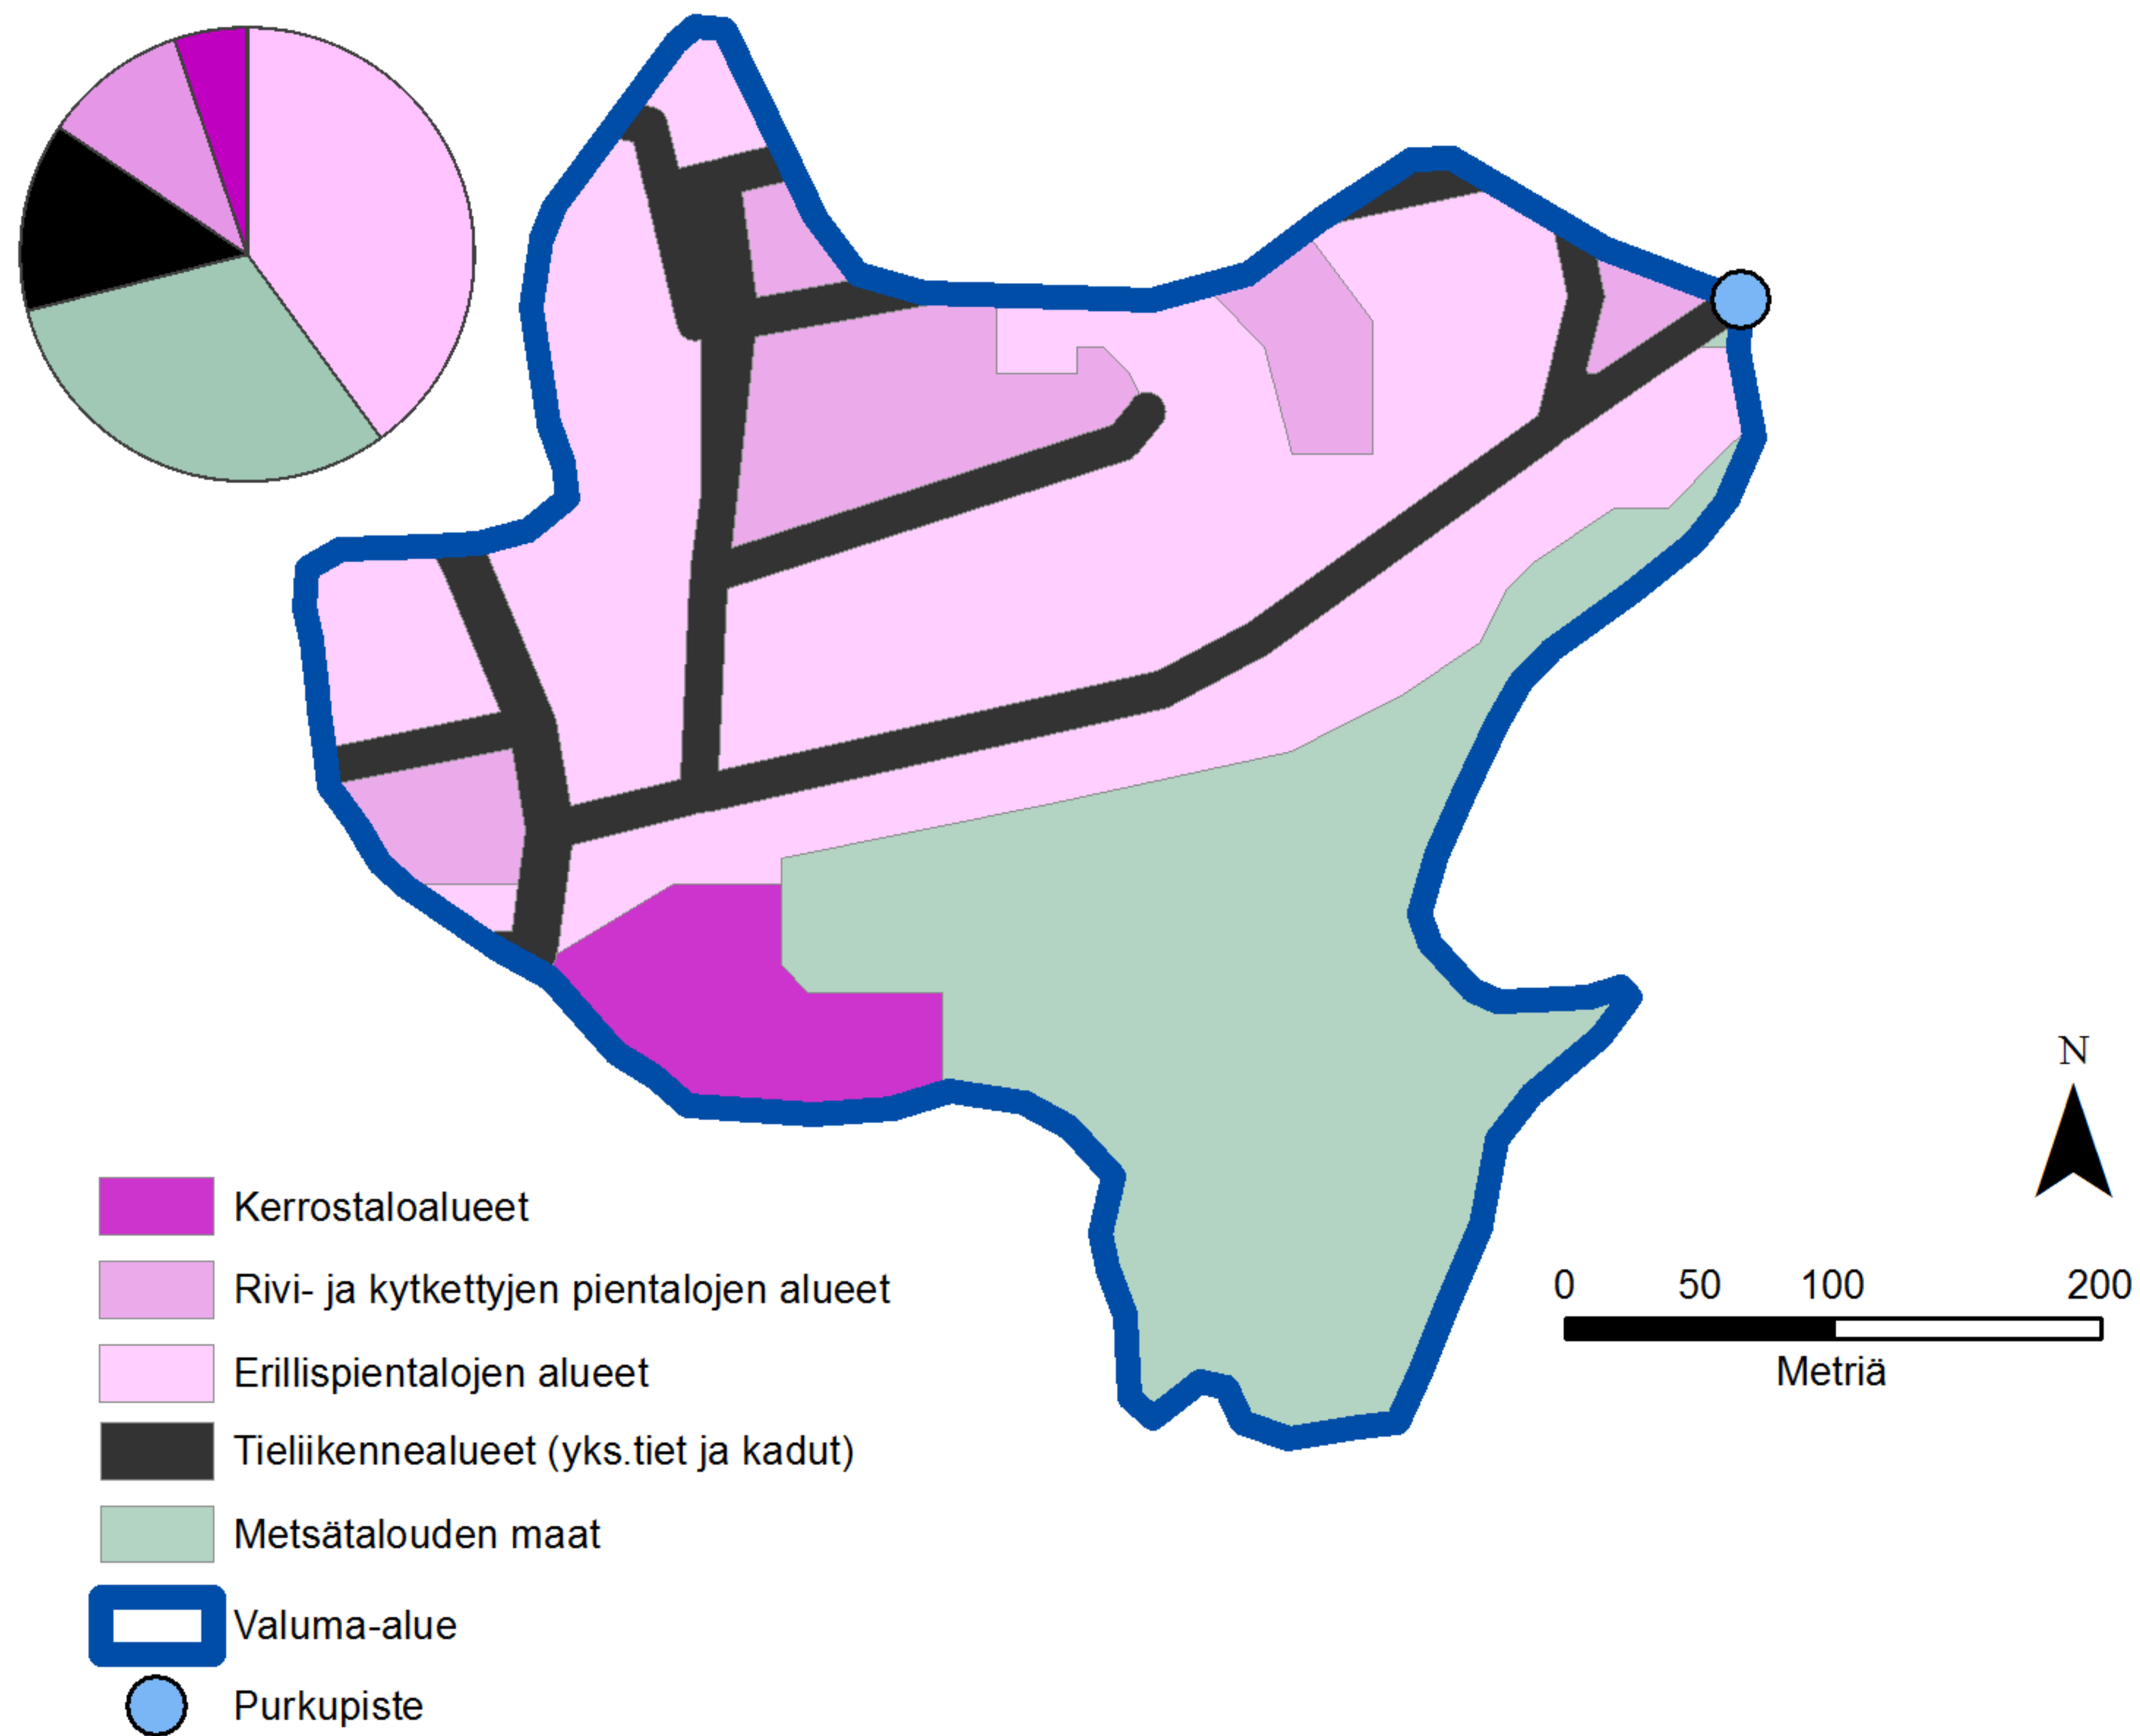 N
0 50 100 200
Metriä
Kerrostaloalueet
Rivi- ja kytkettyjen pientalojen alueet
Erillispientalojen alueet
Tieliikennealueet (yks.tiet ja kadut)
Metsätalouden maat
Valuma-alue
Purkupiste